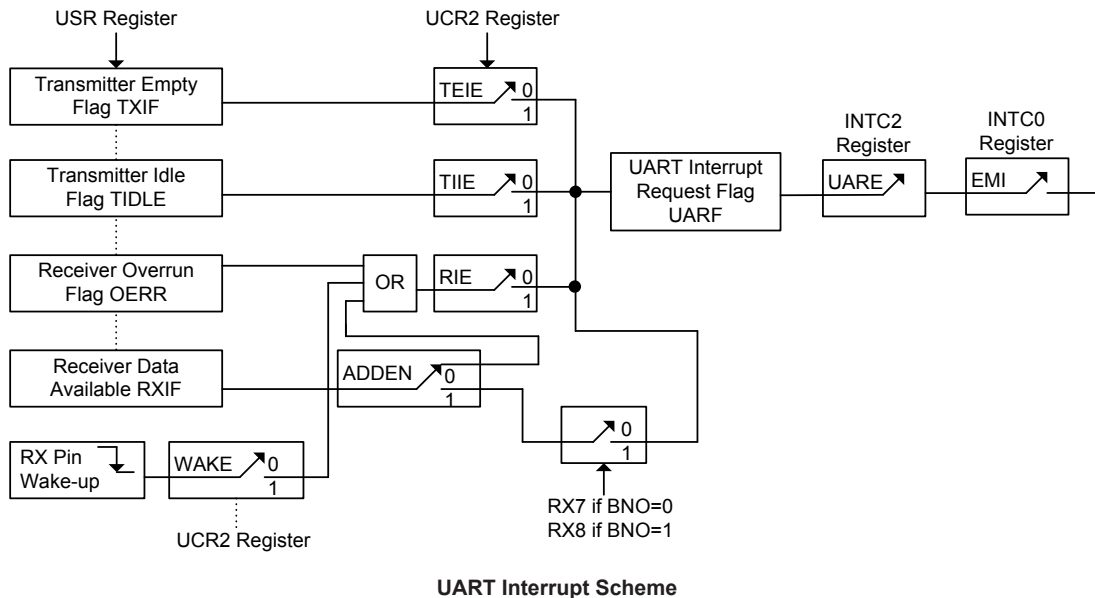 USR Register
UCR2 Register
Transmitter Empty
Flag TXIF
TEIE
0
1
INTC2
Register
INTC0
Register
Transmitter Idle
Flag TIDLE
TIIE
0
1
UART Interrupt
Request Flag
UARF
UARE
EMI
Receiver Overrun
Flag OERR
OR
RIE
0
1
Receiver Data
Available RXIF
ADDEN
0
1
0
1
RX Pin
Wake-up
WAKE
0
1
RX7 if BNO=0
RX8 if BNO=1
UCR2 Register
UART Interrupt Scheme